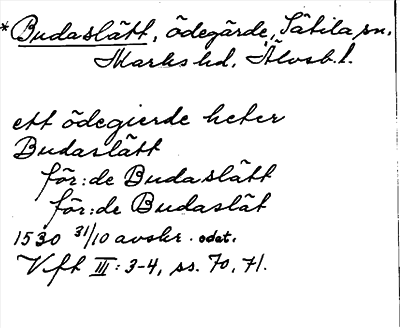 *Budaslätt, ödegärde, Sätila sn.
Marks hd, Älvsb. l.
ett ödegierde heter
Budaslätt
för:de Budaslätt
för:de Budaslät
1530 31/10 avskr. odat.
Vft III: 3-4, ss. 70, 71.